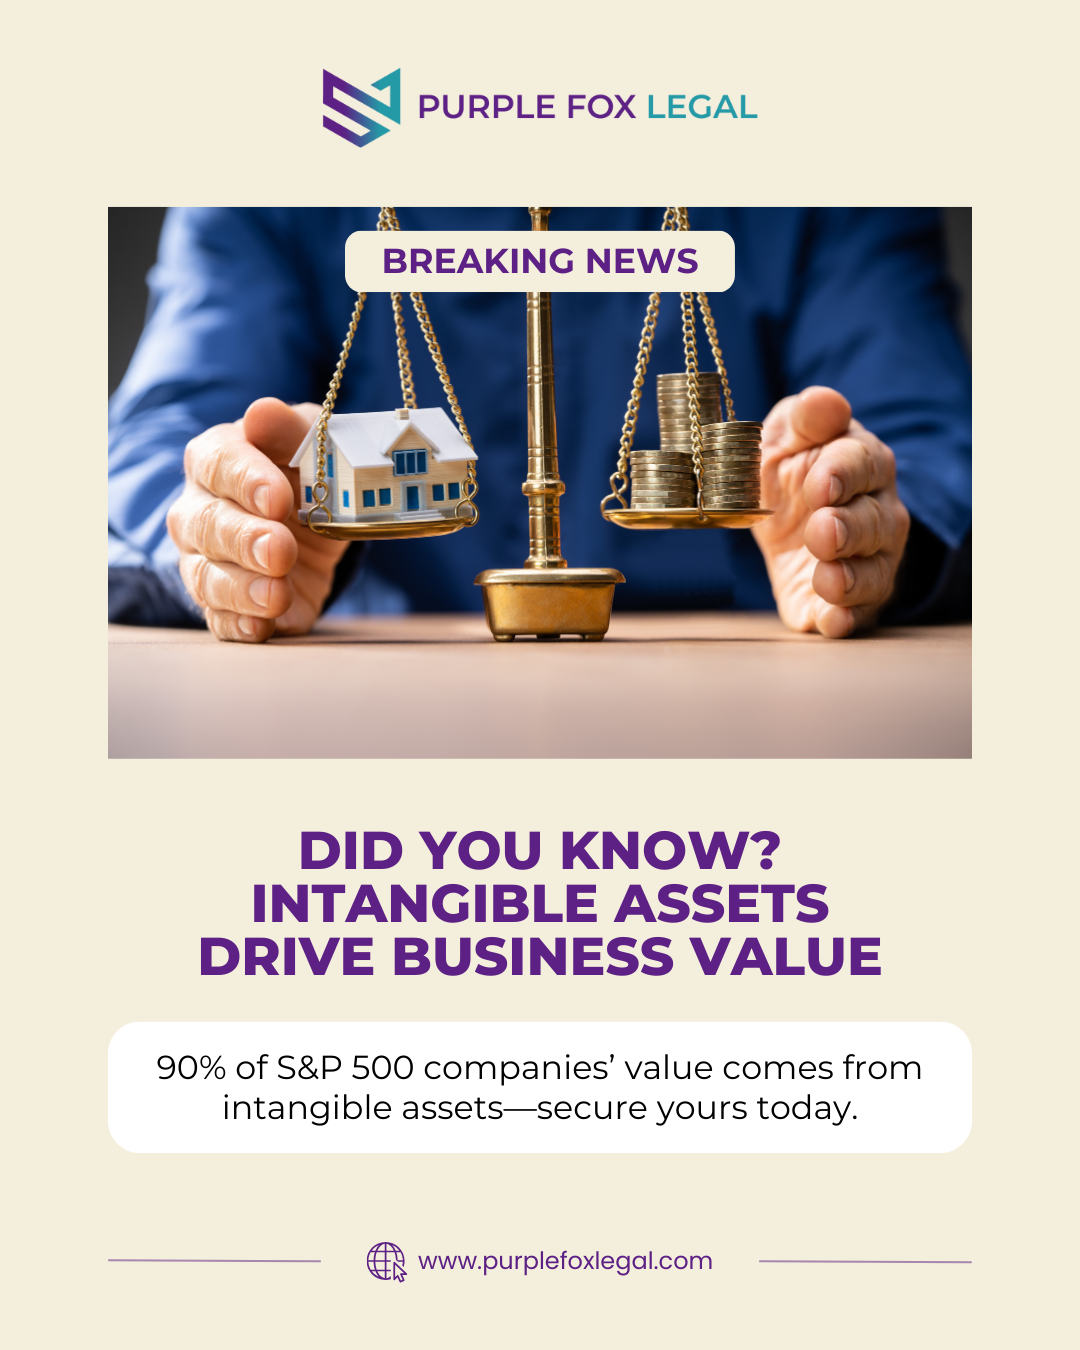 PURPLE FOX LEGAL
BREAKING NEWS
DID YOU KNOW?
INTANGIBLE ASSETS
DRIVE BUSINESS VALUE
90% of S&P 500 companies’ value comes from
intangible assets—secure yours today.
www.purplefoxlegal.com